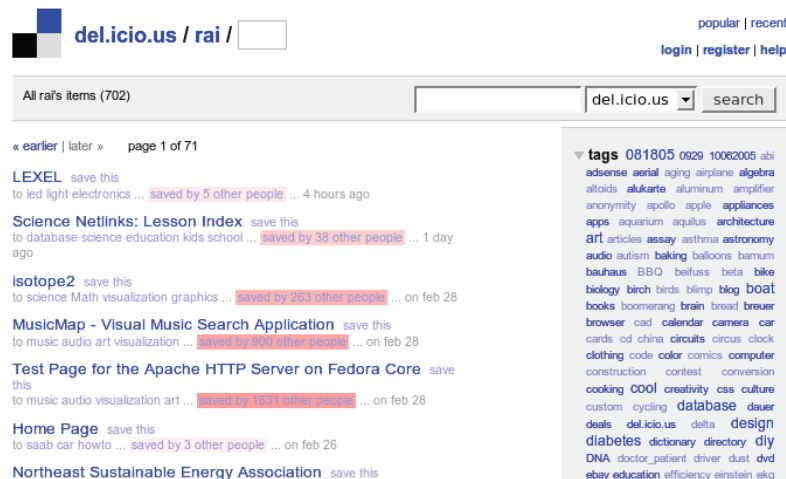 popular | recent
del.icio.us / rai /
login | register | help
All rai's items (702)
del.icio.us search
« earlier | later » page 1 of 71
LEXEL save this
to led light electronics ... saved by 5 other people ... 4 hours ago
Science Netlinks: Lesson Index save this
to database science education kids school ... saved by 38 other people ... 1 day
ago
isotope2 save this
to science Math visualization graphics ... saved by 263 other people ... on feb 28
MusicMap - Visual Music Search Application save this
to music audio art visualization ... saved by 900 other people ... on feb 28
Test Page for the Apache HTTP Server on Fedora Core save
this
to music audio visualization art ... saved by 1631 other people ... on feb 28
Home Page save this
to saab car howto ... saved by 3 other people ... on feb 26
Northeast Sustainable Energy Association save this
tags 081805 0929 10062005 abi
adsense aerial aging airplane algebra
altoids alukarte aluminum amplifier
anonymity apollo apple appliances
apps aquarium aquilus architecture
art articles assay asthma astronomy
audio autism baking balloons barnum
bauhaus BBQ beifuss beta bike
biology birch birds blimp blog boat
books boomerang brain bread breuer
browser cad calendar camera car
cards cd china circuits circus clock
clothing code color comics computer
construction contest conversion
cooking cool creativity css culture
custom cycling database dauer
deals del.icio.us delta design
diabetes dictionary directory diy
DNA doctor_patient driver dust dvd
ebay education efficiency einstein ekg